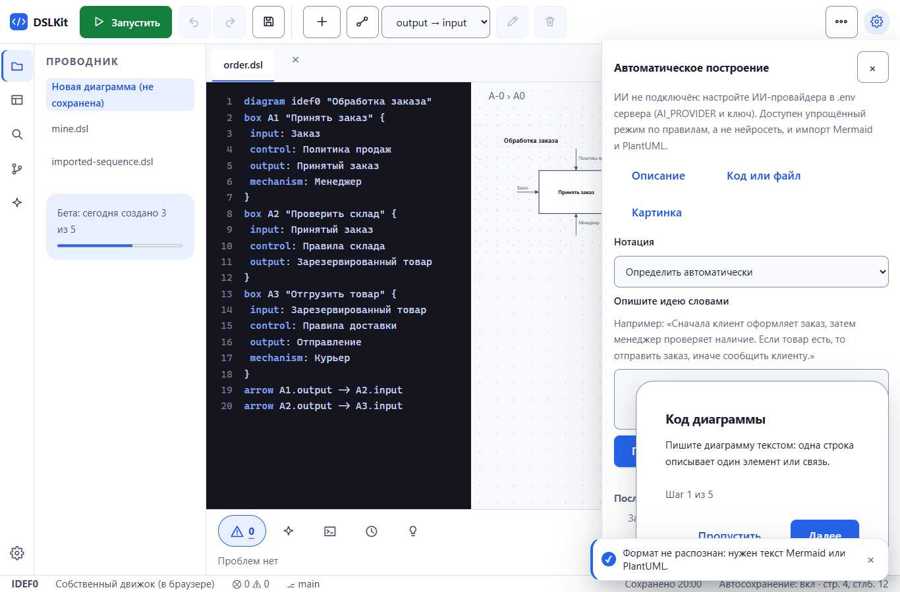 DSLKit
Запустить
output → input
ПРОВОДНИК
Новая диаграмма (не
сохранена)
mine.dsl
imported-sequence.dsl
Бета: сегодня создано 3
из 5
order.dsl
1 diagram idef0 "Обработка заказа"
2 box A1 "Принять заказ" {
3 input: Заказ
4 control: Политика продаж
5 output: Принятый заказ
6 mechanism: Менеджер
7 }
8 box A2 "Проверить склад" {
9 input: Принятый заказ
10 control: Правила склада
11 output: Зарезервированный товар
12 }
13 box A3 "Отгрузить товар" {
14 input: Зарезервированный товар
15 control: Правила доставки
16 output: Отправление
17 mechanism: Курьер
18 }
19 arrow A1.output -> A2.input
20 arrow A2.output -> A3.input
A-0 › A0
Обработка заказа
Заказ
Принять заказ
Менеджер
Автоматическое построение
ИИ не подключён: настройте ИИ-провайдера в .env
сервера (AI_PROVIDER и ключ). Доступен упрощённый
режим по правилам, а не нейросеть, и импорт Mermaid
и PlantUML.
Описание
Код или файл
Картинка
Нотация
Определить автоматически
Опишите идею словами
Например: «Сначала клиент оформляет заказ, затем
менеджер проверяет наличие. Если товар есть, то
отправить заказ, иначе сообщить клиенту.»
Код диаграммы
Пишите диаграмму текстом: одна строка
описывает один элемент или связь.
Шаг 1 из 5
Пропустить
Далее
Формат не распознан: нужен текст Mermaid или
PlantUML.
0
Проблем нет
IDEF0
Собственный движок (в браузере)
0
0
main
Сохранено 20:00
Автосохранение: вкл · стр. 4, стлб. 12